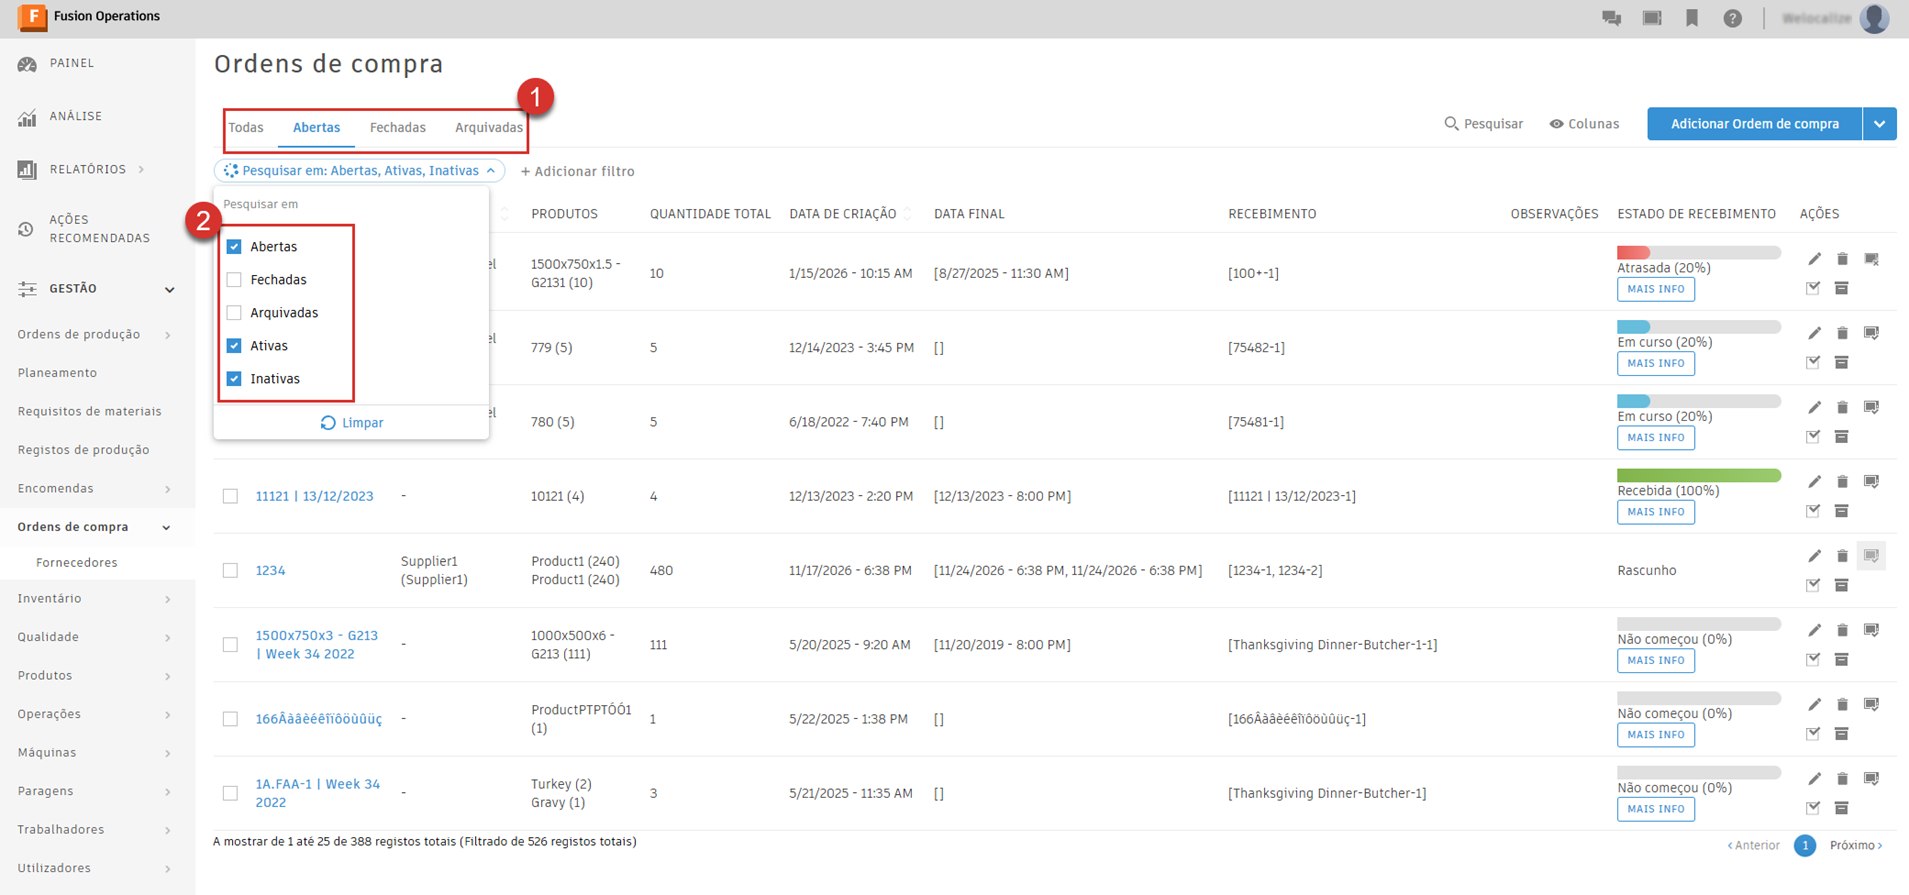 F Fusion Operations
Welocalize
PAINEL
ANÁLISE
RELATÓRIOS
AÇÕES
RECOMENDADAS
GESTÃO
Ordens de produção
Planeamento
Requisitos de materiais
Registos de produção
Encomendas
Ordens de compra
Fornecedores
Inventário
Qualidade
Produtos
Operações
Máquinas
Paragens
Trabalhadores
Utilizadores
Ordens de compra
1
Todas Abertas Fechadas Arquivadas
Pesquisar Colunas Adicionar Ordem de compra
Pesquisar em: Abertas, Ativas, Inativas + Adicionar filtro
Pesquisar em
2
Abertas
Fechadas
Arquivadas
Ativas
Inativas
Limpar
PRODUTOS QUANTIDADE TOTAL DATA DE CRIAÇÃO DATA FINAL RECEBIMENTO OBSERVAÇÕES ESTADO DE RECEBIMENTO AÇÕES
el 1500x750x1.5 -
G2131 (10) 10 1/15/2026 - 10:15 AM [8/27/2025 - 11:30 AM] [100+-1] Atrasada (20%)
MAIS INFO
el 779 (5) 5 12/14/2023 - 3:45 PM [] [75482-1] Em curso (20%)
MAIS INFO
el 780 (5) 5 6/18/2022 - 7:40 PM [] [75481-1] Em curso (20%)
MAIS INFO
11121 | 13/12/2023 - 10121 (4) 4 12/13/2023 - 2:20 PM [12/13/2023 - 8:00 PM] [11121 | 13/12/2023-1] Recebida (100%)
MAIS INFO
1234 Supplier1
(Supplier1) Product1 (240)
Product1 (240) 480 11/17/2026 - 6:38 PM [11/24/2026 - 6:38 PM, 11/24/2026 - 6:38 PM] [1234-1, 1234-2] Rascunho
1500x750x3 - G213
| Week 34 2022 - 1000x500x6 -
G213 (111) 111 5/20/2025 - 9:20 AM [11/20/2019 - 8:00 PM] [Thanksgiving Dinner-Butcher-1-1] Não começou (0%)
MAIS INFO
166Âàâèéêîïôöùûüç - ProductPTPTÓÕ1
(1) 1 5/22/2025 - 1:38 PM [] [166Âàâèéêîïôöùûüç-1] Não começou (0%)
MAIS INFO
1A.FAA-1 | Week 34
2022 - Turkey (2)
Gravy (1) 3 5/21/2025 - 11:35 AM [] [Thanksgiving Dinner-Butcher-1] Não começou (0%)
MAIS INFO
A mostrar de 1 até 25 de 388 registos totais (Filtrado de 526 registos totais)
Anterior 1 Próximo